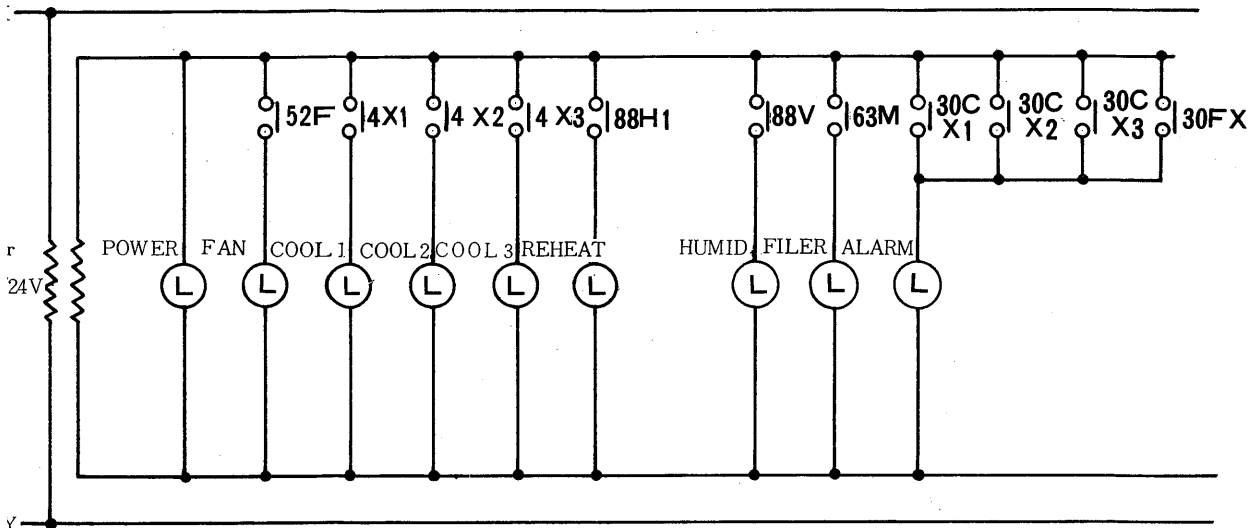 52F 4X1 4 X2 4 X3 88H1 88V 63M 30C X1 30C X2 30C X3 30FX
r POWER FAN COOL 1 COOL 2 COOL 3 REHEAT HUMID. FILER ALARM
24V L L L L L L L L L
Y